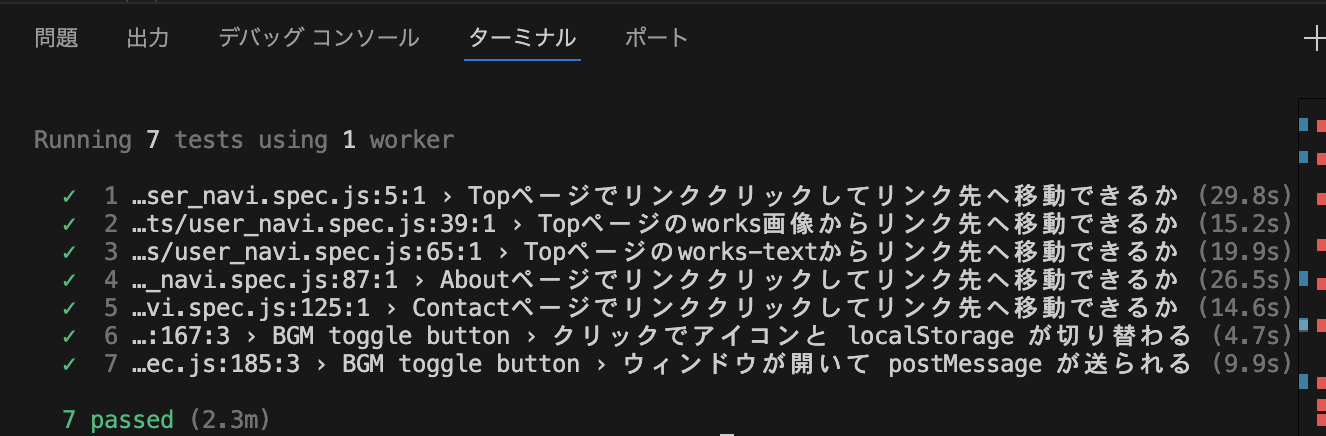 問題 出力 デバッグ コンソール ターミナル ポート
Running 7 tests using 1 worker
✓ 1 …ser_navi.spec.js:5:1 › Topページでリンククリックしてリンク先へ移動できるか (29.8s)
✓ 2 …ts/user_navi.spec.js:39:1 › Topページのworks画像からリンク先へ移動できるか (15.2s)
✓ 3 …s/user_navi.spec.js:65:1 › Topページのworks-textからリンク先へ移動できるか (19.9s)
✓ 4 …_navi.spec.js:87:1 › Aboutページでリンククリックしてリンク先へ移動できるか (26.5s)
✓ 5 …vi.spec.js:125:1 › Contactページでリンククリックしてリンク先へ移動できるか (14.6s)
✓ 6 …:167:3 › BGM toggle button › クリックでアイコンと localStorage が切り替わる (4.7s)
✓ 7 …ec.js:185:3 › BGM toggle button › ウィンドウが開いて postMessage が送られる (9.9s)
7 passed (2.3m)